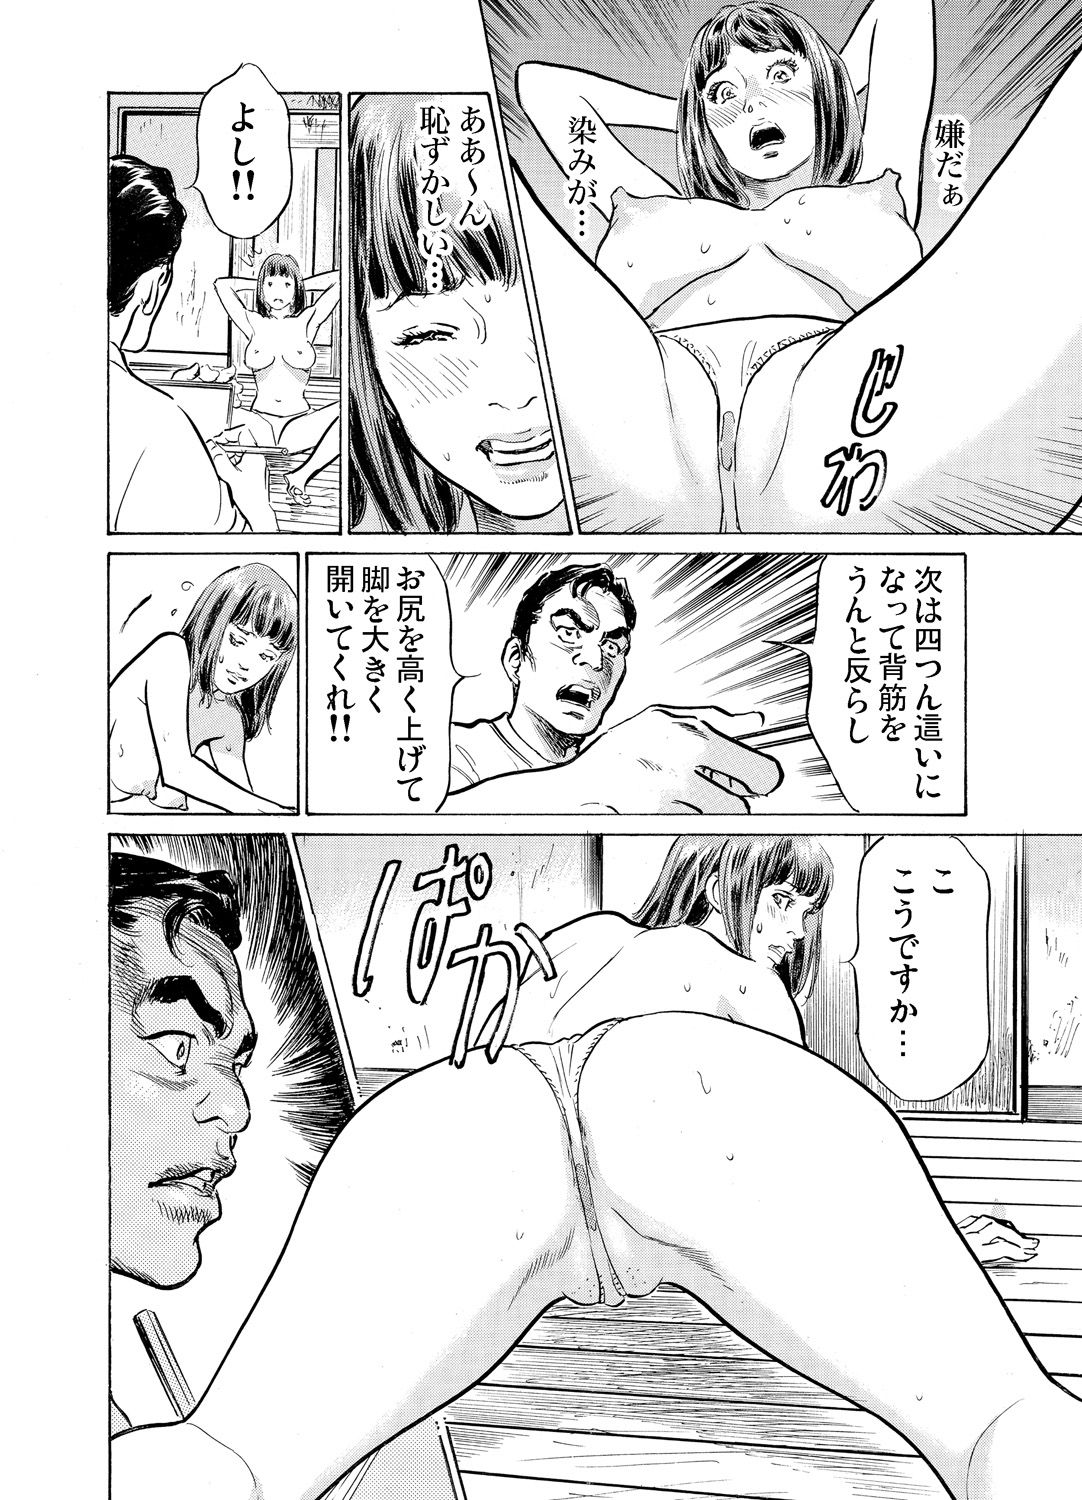 嫌だぁ
染みが…
じわ
ああ～ん
恥ずかしい…
よし!!
次は四つん這いに
なって背筋を
うんと反らし
お尻を高く上げて
脚を大きく
開いてくれ!!
こ
こうですか…
ぱかっ